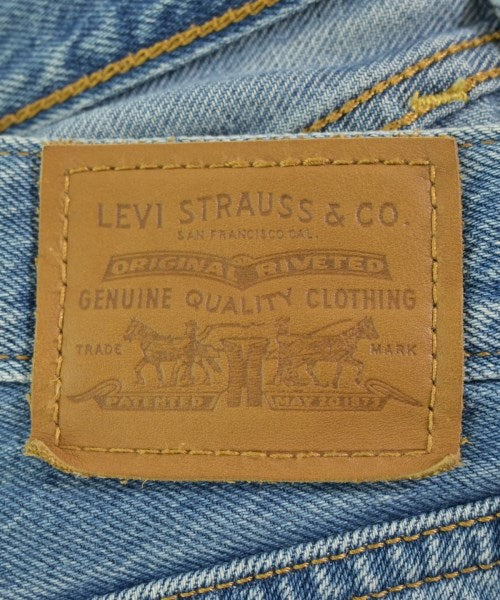 LEVI STRAUSS & CO.
SAN FRANCISCO, CAL.
ORIGINAL RIVETED
GENUINE QUALITY CLOTHING
TRADE MARK
PATENTED MAY 20 1873